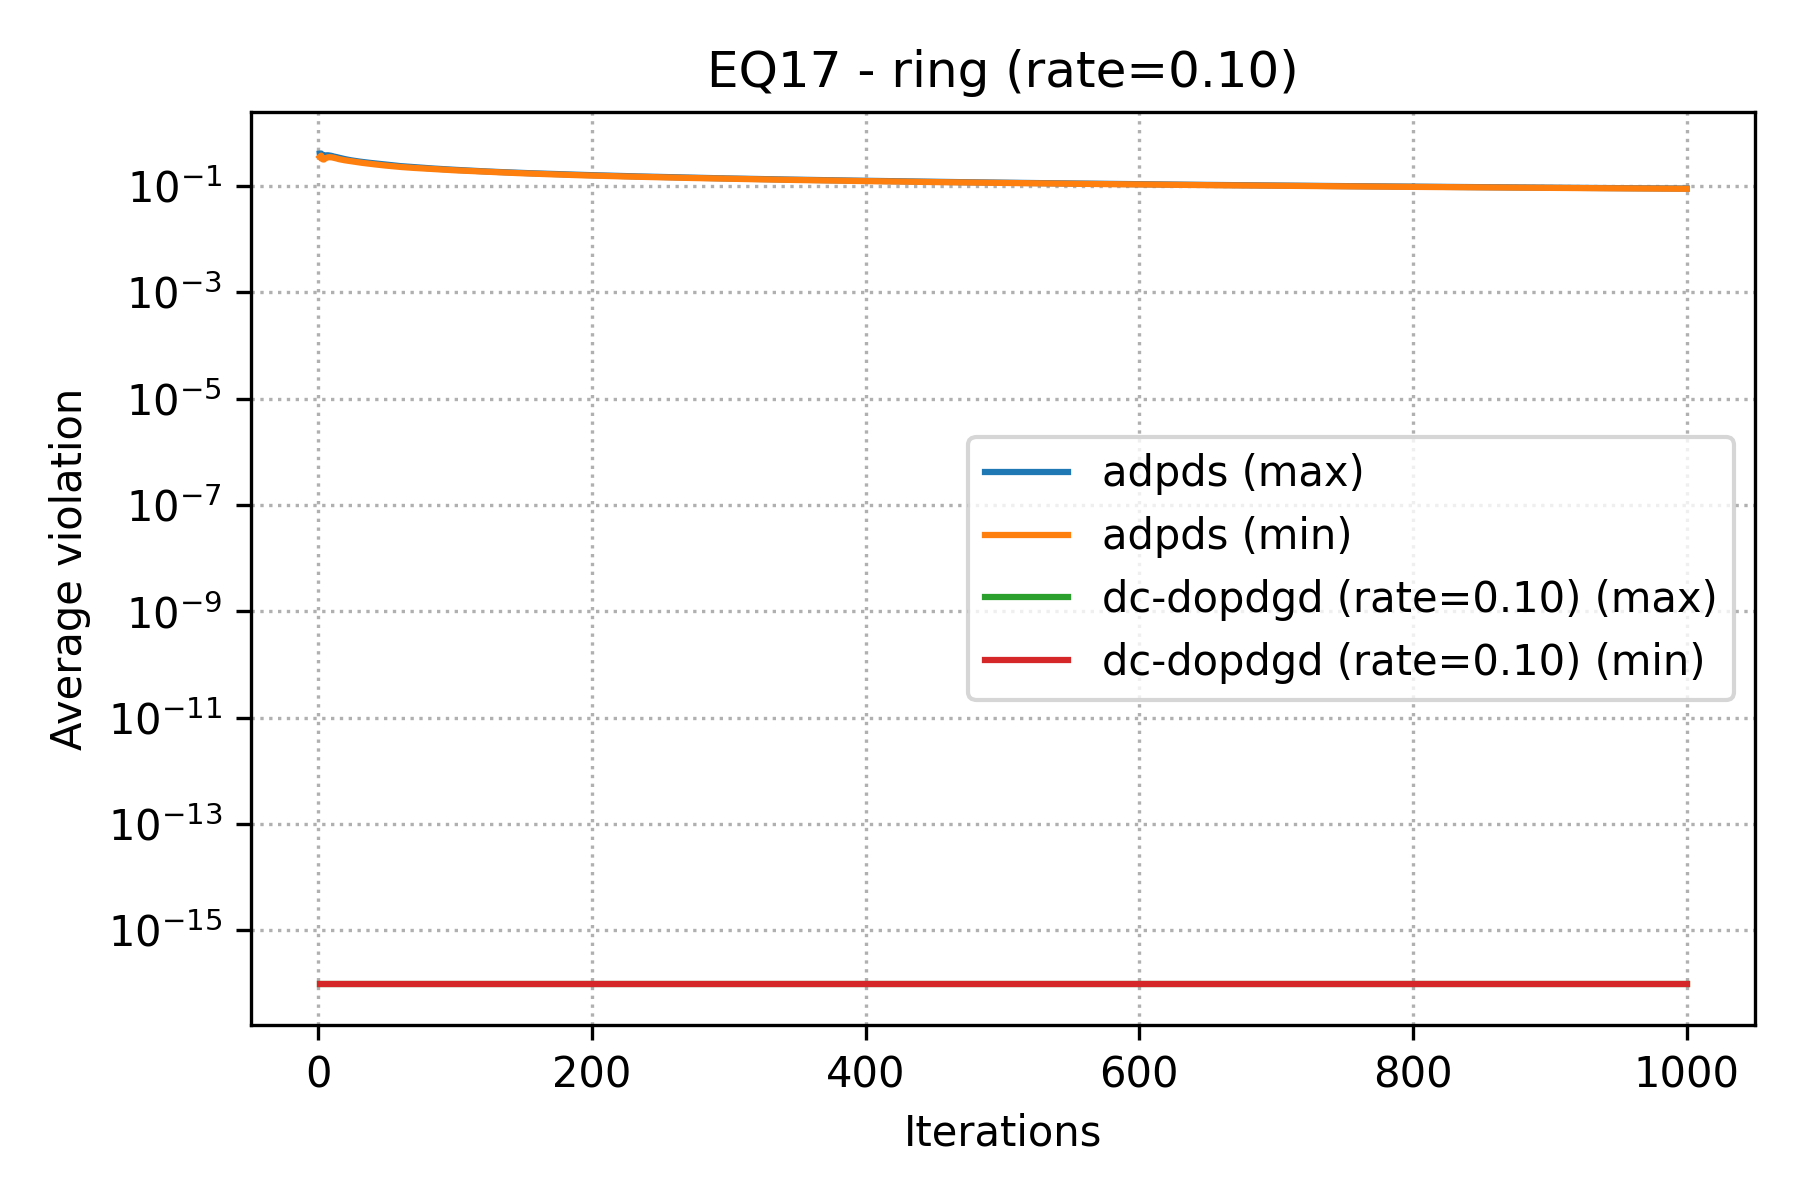 EQ17 - ring (rate=0.10)
Average violation
10⁻¹
10⁻³
10⁻⁵
10⁻⁷
10⁻⁹
10⁻¹¹
10⁻¹³
10⁻¹⁵
adpds (max)
adpds (min)
dc-dopdgd (rate=0.10) (max)
dc-dopdgd (rate=0.10) (min)
0 200 400 600 800 1000
Iterations